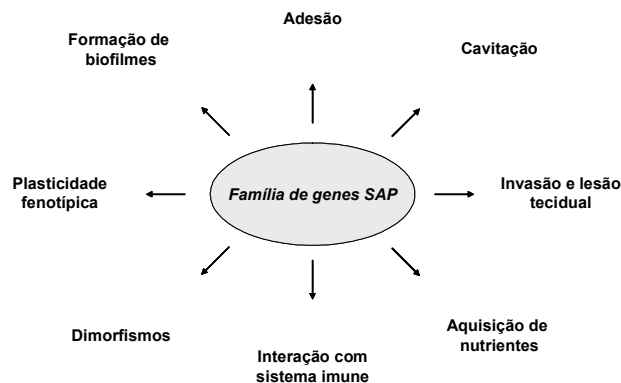 Adesão
Formação de
biofilmes
Cavitação
Plasticidade
fenotípica
Família de genes SAP
Invasão e lesão
tecidual
Dimorfismos
Interação com
sistema imune
Aquisição de
nutrientes